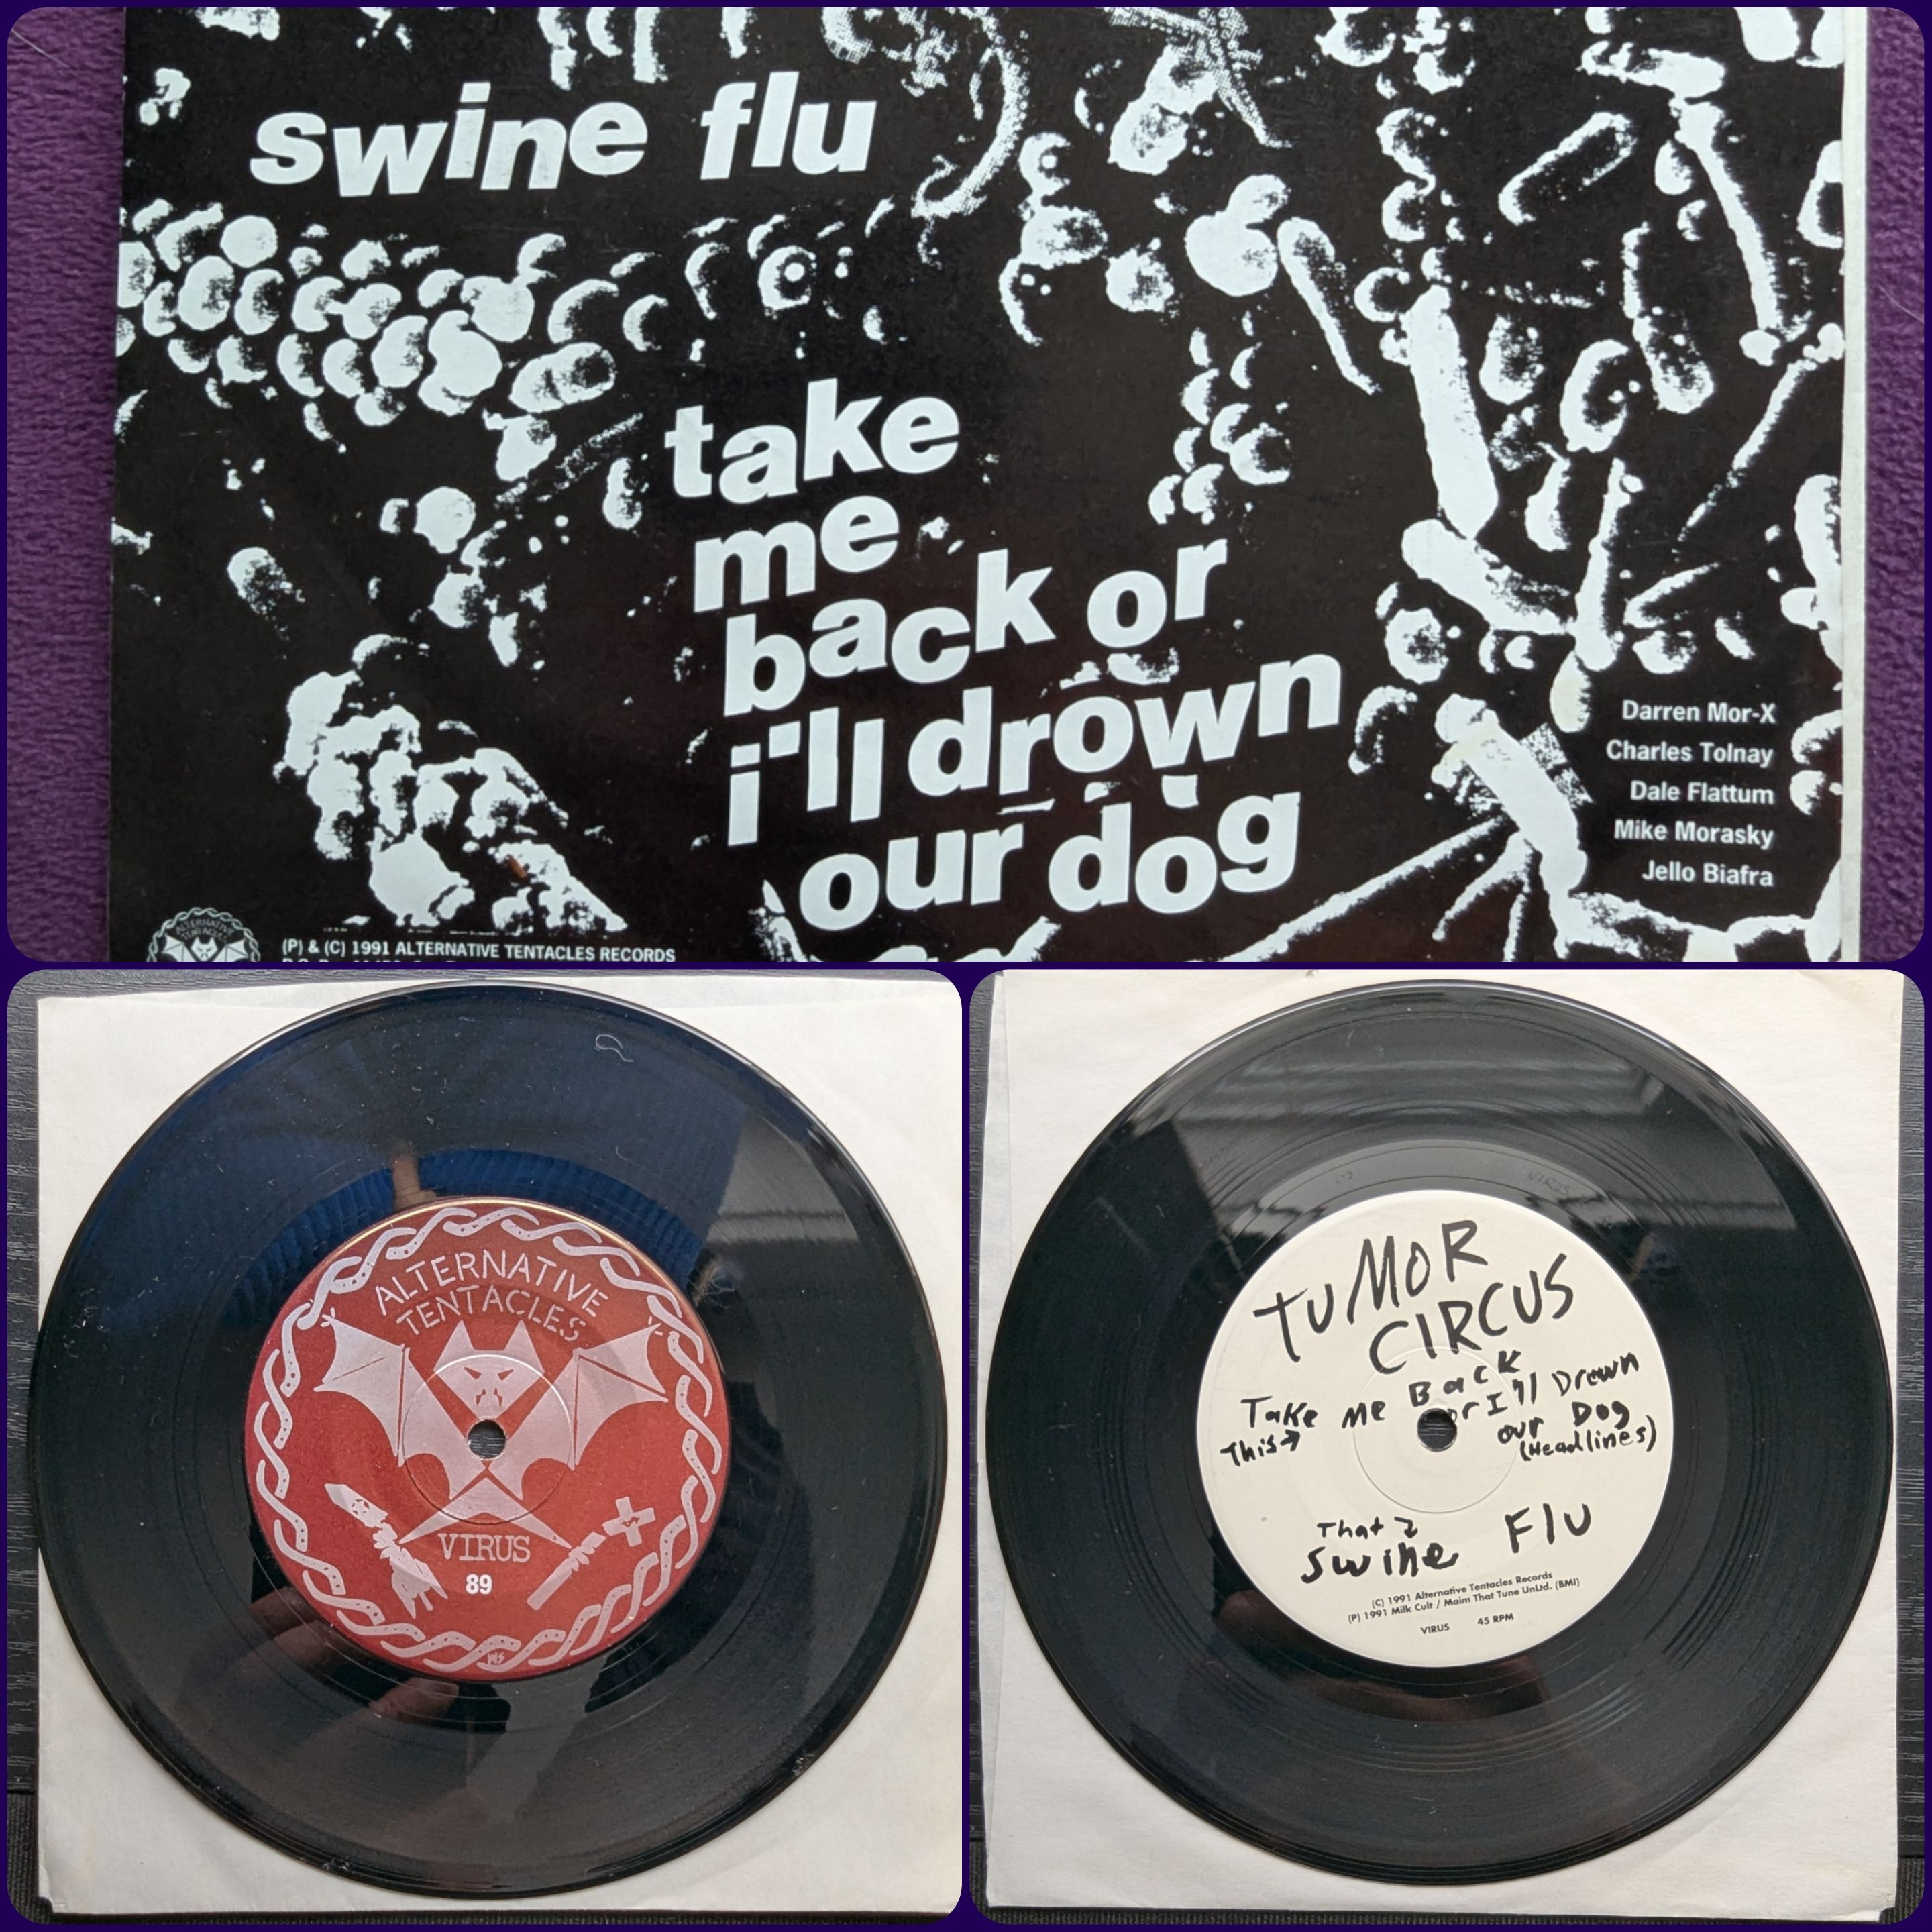 swine flu
take
me
back or
i'll drown
our dog
Darren Mor-X
Charles Tolnay
Dale Flattum
Mike Morasky
Jello Biafra
ALTERNATIVE
TENTACLES
(P) & (C) 1991 ALTERNATIVE TENTACLES RECORDS
ALTERNATIVE
TENTACLES
VIRUS
89
TUMOR
CIRCUS
Take me Back or I'll Drown
This→ our Dog
(Headlines)
That
Swine Flu
(C) 1991 Alternative Tentacles Records
(P) 1991 Milk Cult / Maim That Tune UnLtd. (BMI)
VIRUS 45 RPM